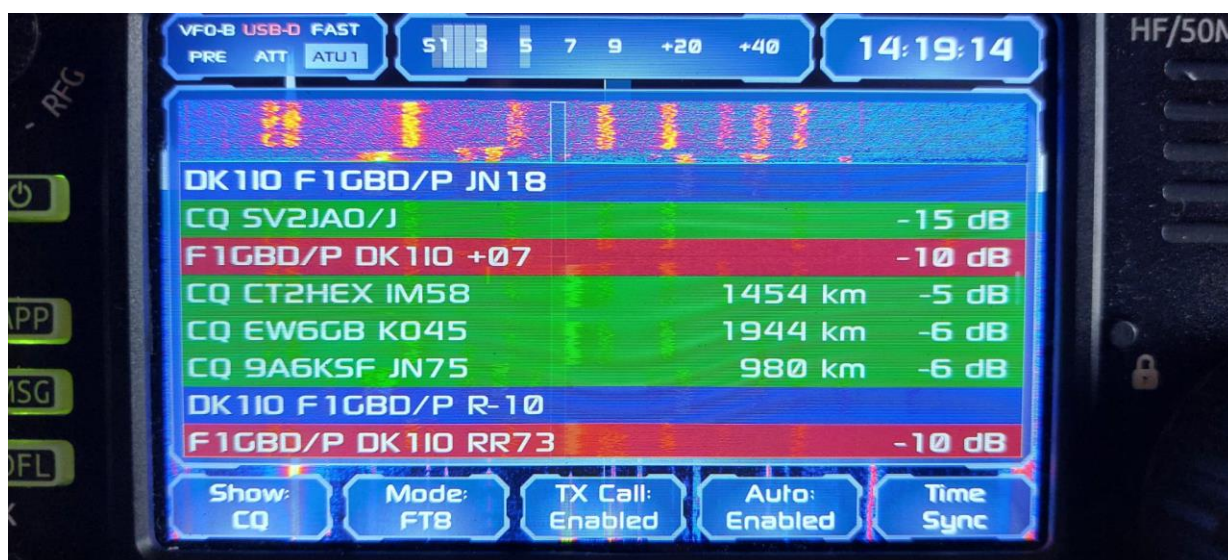 VFO-B USB-D FAST
PRE ATT ATU1
S1 3 5 7 9 +20 +40
14:19:14
HF/50M
RFG
DK1IO F1GBD/P JN18
CQ SV2JAO/J -15 dB
F1GBD/P DK1IO +07 -10 dB
CQ CT2HEX IM58 1454 km -5 dB
CQ EW6GB KO45 1944 km -6 dB
CQ 9A6KSF JN75 980 km -6 dB
DK1IO F1GBD/P R-10
F1GBD/P DK1IO RR73 -10 dB
APP
MSG
DFL
Show: CQ
Mode: FT8
TX Call: Enabled
Auto: Enabled
Time Sync